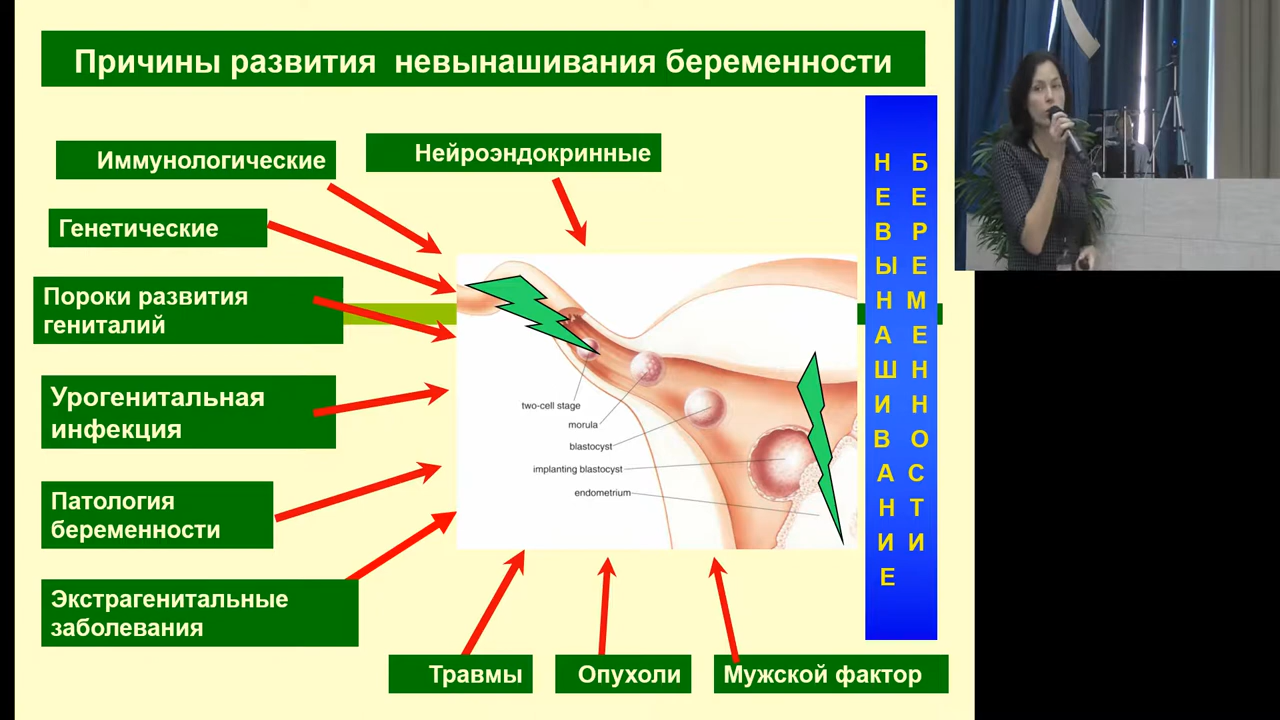 Причины развития невынашивания беременности
Иммунологические
Нейроэндокринные
Генетические
Пороки развития
гениталий
Урогенитальная
инфекция
Патология
беременности
Экстрагенитальные
заболевания
Травмы
Опухоли
Мужской фактор
two-cell stage
morula
blastocyst
implanting blastocyst
endometrium
НЕВЫНАШИВАНИЕ
БЕРЕМЕННОСТИ